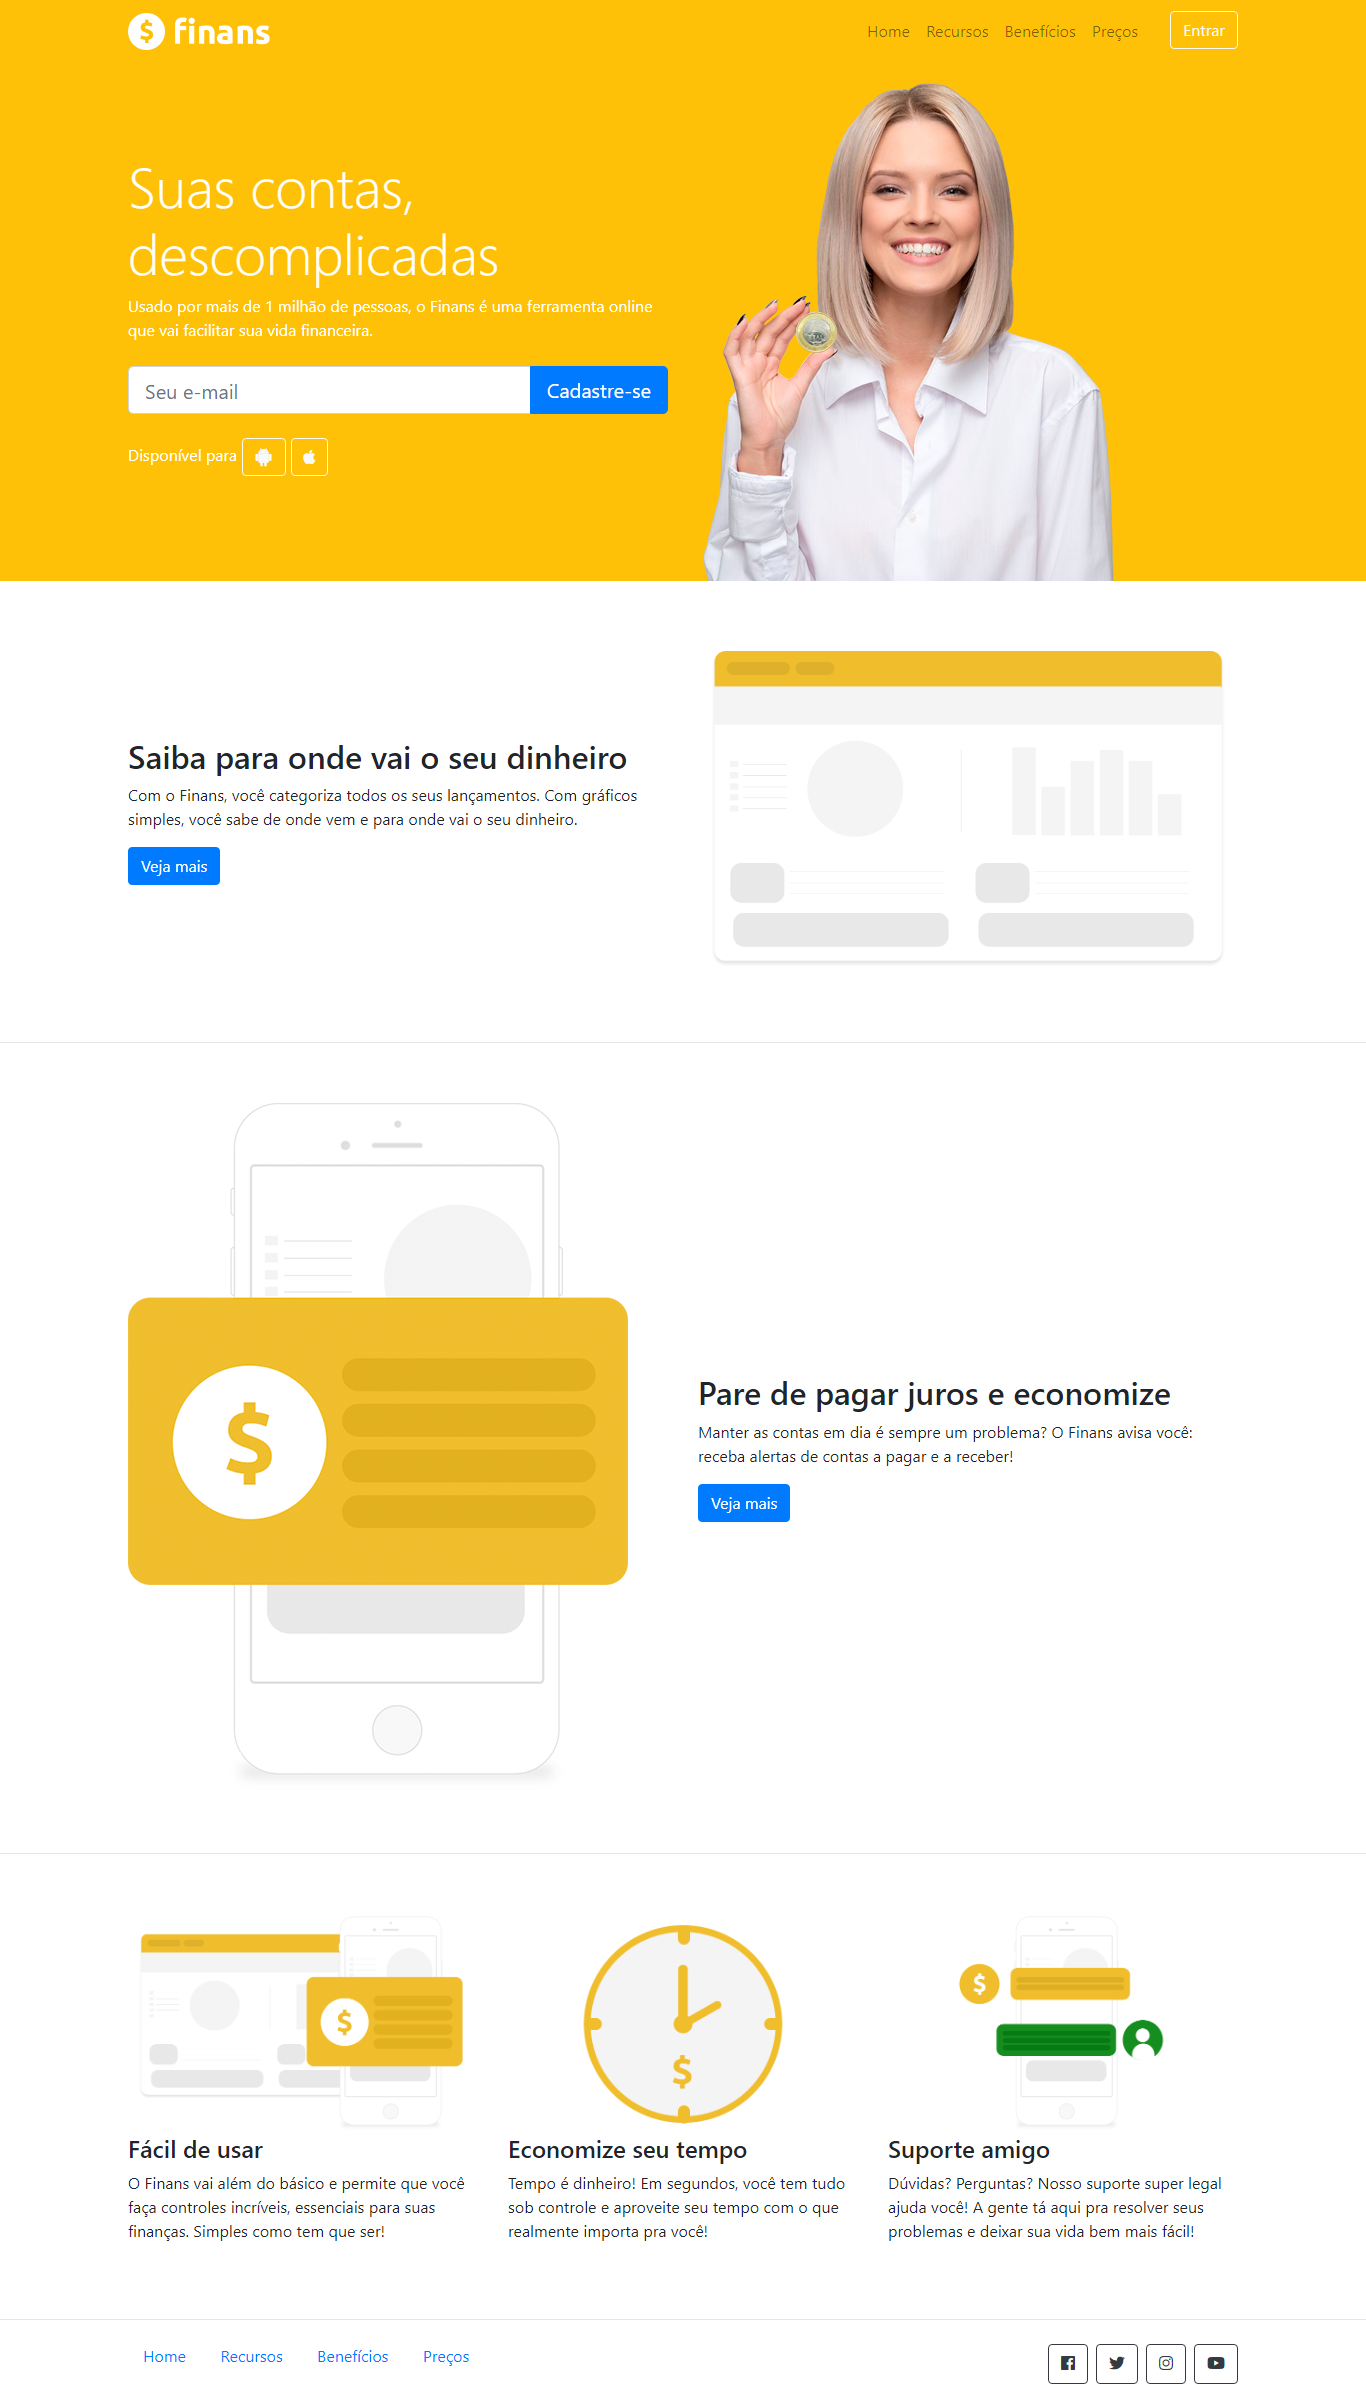 $ finans
Home Recursos Benefícios Preços Entrar
Suas contas,
descomplicadas
Usado por mais de 1 milhão de pessoas, o Finans é uma ferramenta online
que vai facilitar sua vida financeira.
Seu e-mail Cadastre-se
Disponível para
Saiba para onde vai o seu dinheiro
Com o Finans, você categoriza todos os seus lançamentos. Com gráficos
simples, você sabe de onde vem e para onde vai o seu dinheiro.
Veja mais
$
Pare de pagar juros e economize
Manter as contas em dia é sempre um problema? O Finans avisa você:
receba alertas de contas a pagar e a receber!
Veja mais
$
$
$
Fácil de usar
O Finans vai além do básico e permite que você
faça controles incríveis, essenciais para suas
finanças. Simples como tem que ser!
Economize seu tempo
Tempo é dinheiro! Em segundos, você tem tudo
sob controle e aproveite seu tempo com o que
realmente importa pra você!
Suporte amigo
Dúvidas? Perguntas? Nosso suporte super legal
ajuda você! A gente tá aqui pra resolver seus
problemas e deixar sua vida bem mais fácil!
Home Recursos Benefícios Preços